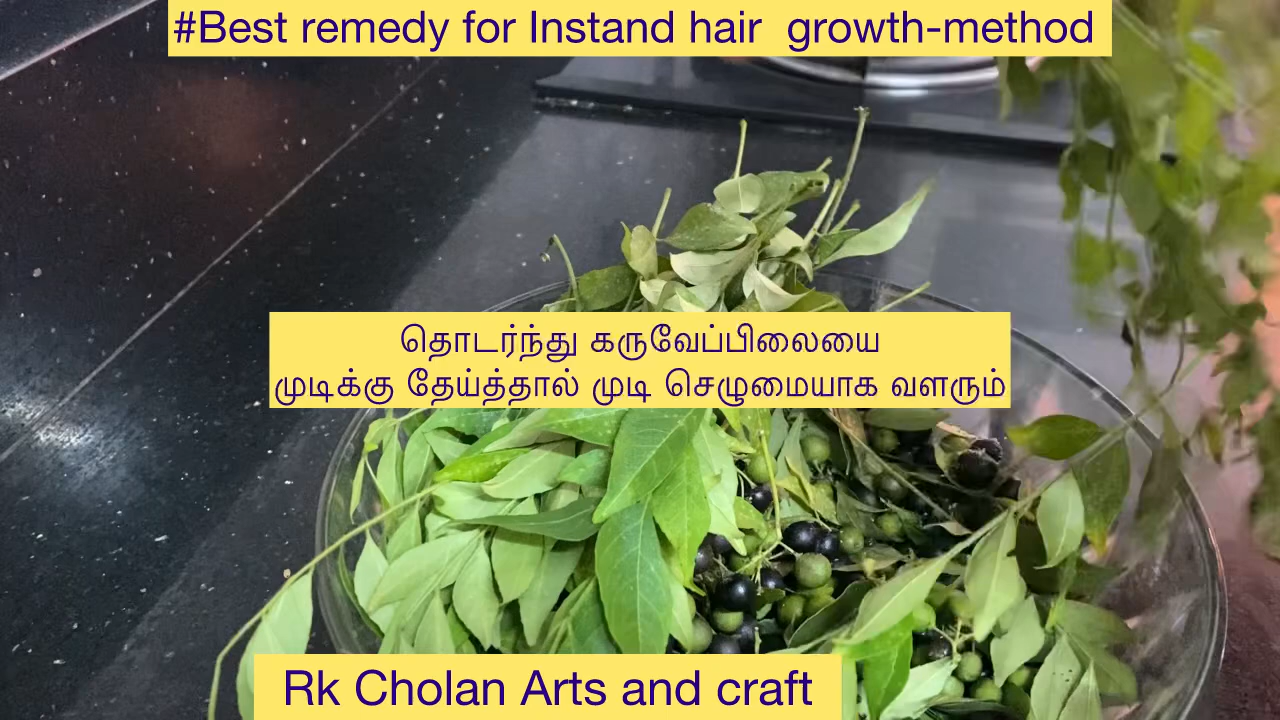 #Best remedy for Instand hair growth-method
தொடர்ந்து கருவேப்பிலையை
முடிக்கு தேய்த்தால் முடி செழுமையாக வளரும்
Rk Cholan Arts and craft